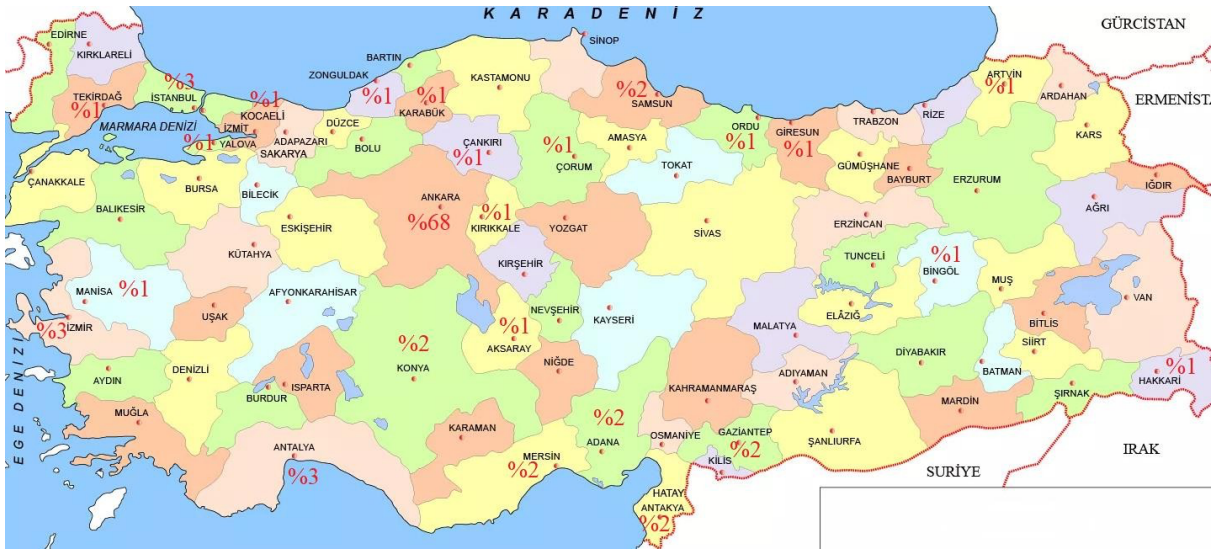 KARADENİZ
GÜRCİSTAN
SİNOP
EDİRNE
KIRKLARELİ
BARTIN
ZONGULDAK
%1
KASTAMONU
%3
İSTANBUL
TEKİRDAĞ
%1
%1
KOCAELİ
İZMİT
%1
KARABÜK
%2
SAMSUN
ARTVİN
%1
ARDAHAN
ERMENİSTA
MARMARA DENİZİ
%1
YALOVA
ADAPAZARI
SAKARYA
DÜZCE
BOLU
ÇANKIRI
%1
%1
ÇORUM
AMASYA
ORDU
%1
GİRESUN
%1
TRABZON
RİZE
KARS
TOKAT
GÜMÜŞHANE
BAYBURT
ERZURUM
IĞDIR
ÇANAKKALE
BURSA
BİLECİK
BALIKESİR
ANKARA
%68
%1
KIRIKKALE
YOZGAT
SİVAS
ERZİNCAN
AĞRI
ESKİŞEHİR
KÜTAHYA
KIRŞEHİR
TUNCELİ
%1
BİNGÖL
MUŞ
VAN
MANİSA
%1
AFYONKARAHİSAR
UŞAK
NEVŞEHİR
KAYSERİ
ELÂZIĞ
BİTLİS
%3
İZMİR
%1
AKSARAY
MALATYA
SİİRT
%2
KONYA
NİĞDE
DİYABAKIR
BATMAN
%1
HAKKARİ
EGE DENİZİ
AYDIN
DENİZLİ
BURDUR
ISPARTA
KAHRAMANMARAŞ
ADIYAMAN
MARDİN
ŞIRNAK
MUĞLA
KARAMAN
%2
ADANA
OSMANİYE
GAZİANTEP
%2
KİLİS
ŞANLIURFA
ANTALYA
%3
MERSİN
%2
SURİYE
IRAK
HATAY
ANTAKYA
%2